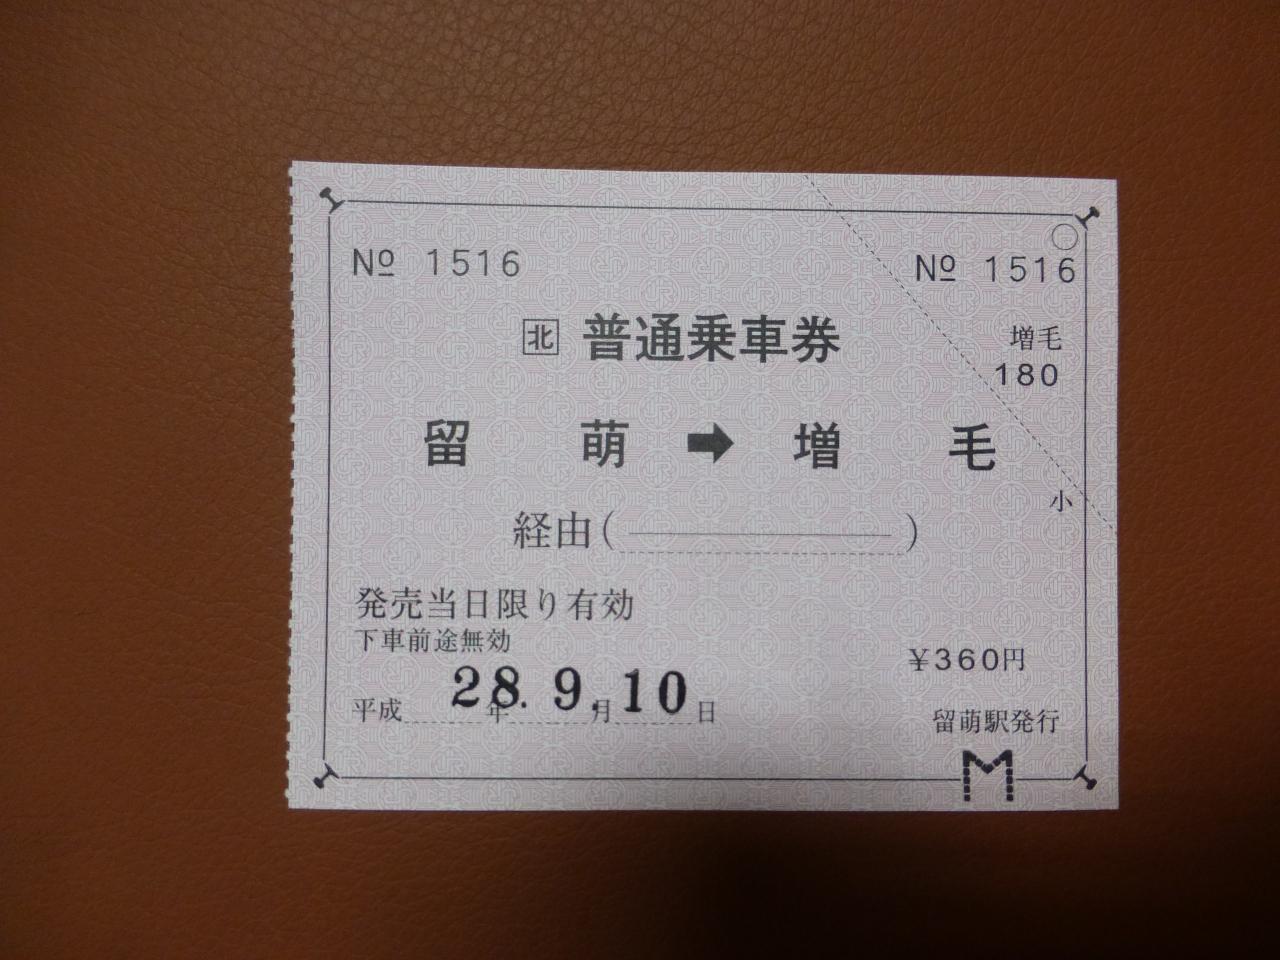 № 1516
№ 1516
北 普通乗車券
増毛
180
留萌➡増毛
小
経由( )
発売当日限り有効
下車前途無効
¥360円
平成 28.年 9.月 10 日
留萌駅発行
M